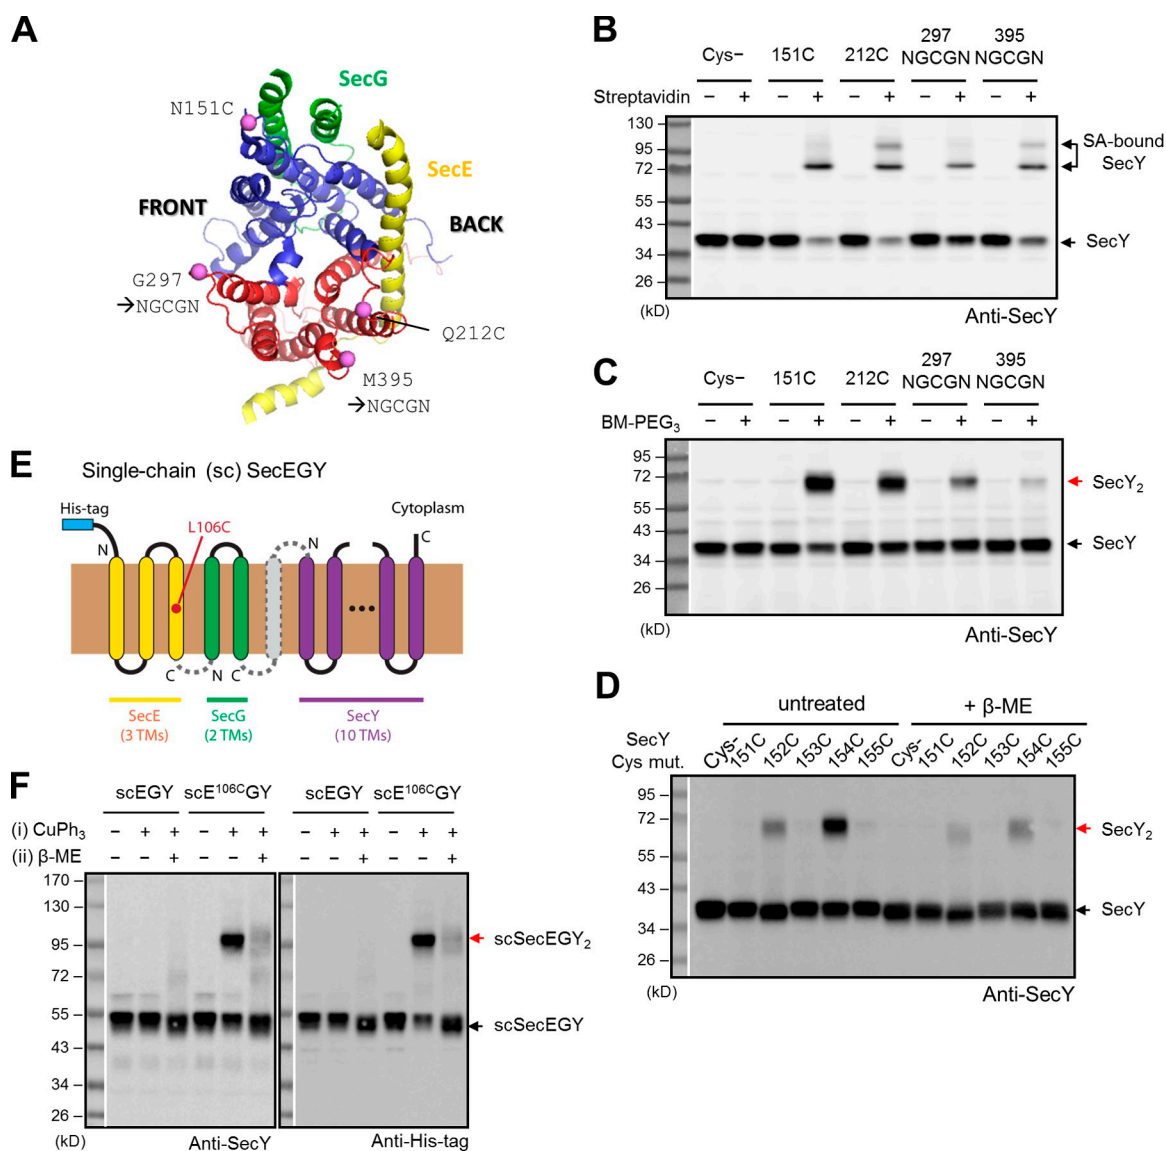 A
SecG
N151C
SecE
FRONT
BACK
G297
→NGCGN
Q212C
M395
→NGCGN
B
297
395
Cys− 151C 212C NGCGN NGCGN
Streptavidin − + − + − + − + − +
130
95
72
55
43
34
26
(kD)
SA-bound
SecY
SecY
Anti-SecY
C
297
395
Cys− 151C 212C NGCGN NGCGN
BM-PEG3 − + − + − + − + − +
95
72
55
43
34
26
(kD)
SecY2
SecY
Anti-SecY
E
Single-chain (sc) SecEGY
His-tag
L106C
Cytoplasm
N
N
C
C
N
C
SecE
(3 TMs)
SecG
(2 TMs)
SecY
(10 TMs)
D
untreated
+ β-ME
SecY
Cys mut.
Cys- 151C 152C 153C 154C 155C Cys- 151C 152C 153C 154C 155C
95
72
55
43
34
26
(kD)
SecY2
SecY
Anti-SecY
F
scEGY scE106CGY scEGY scE106CGY
(i) CuPh3 − + + − + + − + + − + +
(ii) β-ME − − + − − + − − + − − +
170
130
95
72
55
43
34
26
(kD)
scSecEGY2
scSecEGY
Anti-SecY
Anti-His-tag